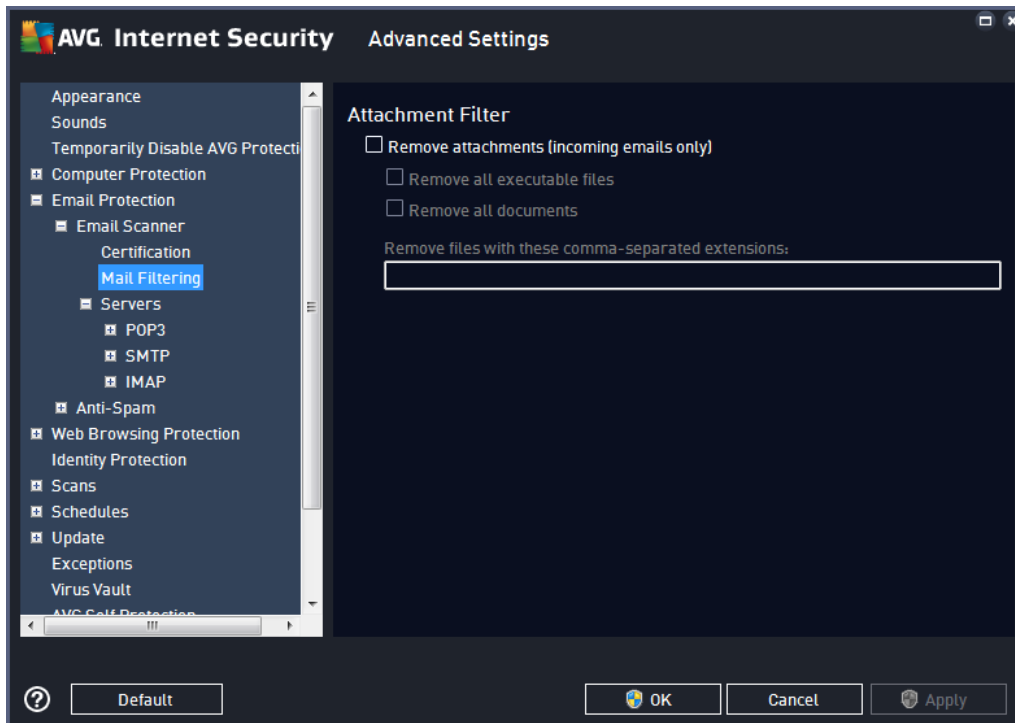 AVG. Internet Security Advanced Settings
Appearance
Sounds
Temporarily Disable AVG Protecti
Computer Protection
Email Protection
Email Scanner
Certification
Mail Filtering
Servers
POP3
SMTP
IMAP
Anti-Spam
Web Browsing Protection
Identity Protection
Scans
Schedules
Update
Exceptions
Virus Vault
AVG Self Protection
Attachment Filter
Remove attachments (incoming emails only)
Remove all executable files
Remove all documents
Remove files with these comma-separated extensions:
Default
OK
Cancel
Apply